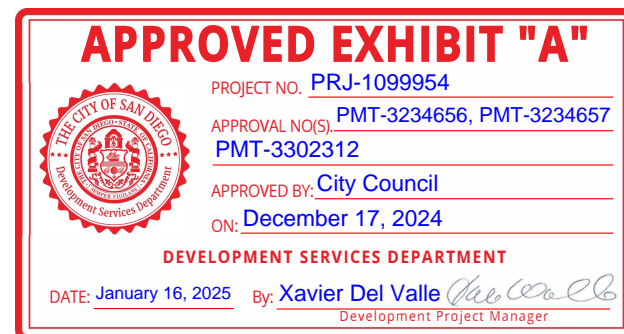 APPROVED EXHIBIT "A"
PROJECT NO. PRJ-1099954
APPROVAL NO(S). PMT-3234656, PMT-3234657
PMT-3302312
APPROVED BY: City Council
ON: December 17, 2024
THE CITY OF SAN DIEGO
Development Services Department
DEVELOPMENT SERVICES DEPARTMENT
DATE: January 16, 2025 By: Xavier Del Valle
Development Project Manager